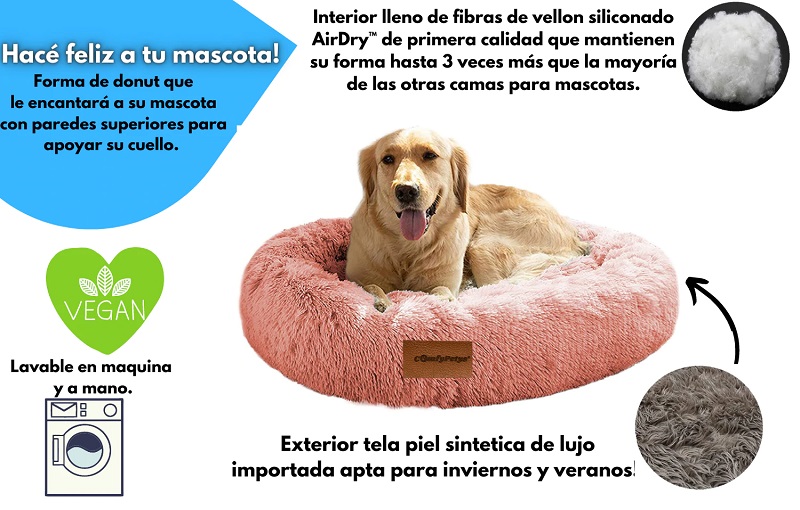 Hacé feliz a tu mascota!
Forma de donut que
le encantará a su mascota
con paredes superiores para
apoyar su cuello.
Interior lleno de fibras de vellon siliconado
AirDry™ de primera calidad que mantienen
su forma hasta 3 veces más que la mayoría
de las otras camas para mascotas.
VEGAN
Lavable en maquina
y a mano.
ComfyPetys®
Exterior tela piel sintetica de lujo
importada apta para inviernos y veranos!